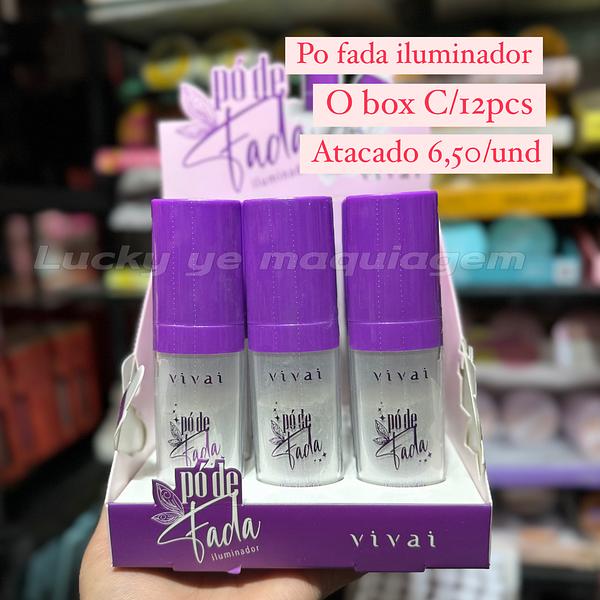 Po fada iluminador
O box C/12pcs
Atacado 6,50/und
pó de
Fada
iluminador
vivai
Lucky ye maquiagem
vivai
pó de
Fada
vivai
pó de
Fada
vivai
pó de
Fada
pó de
Fada
iluminador
vivai